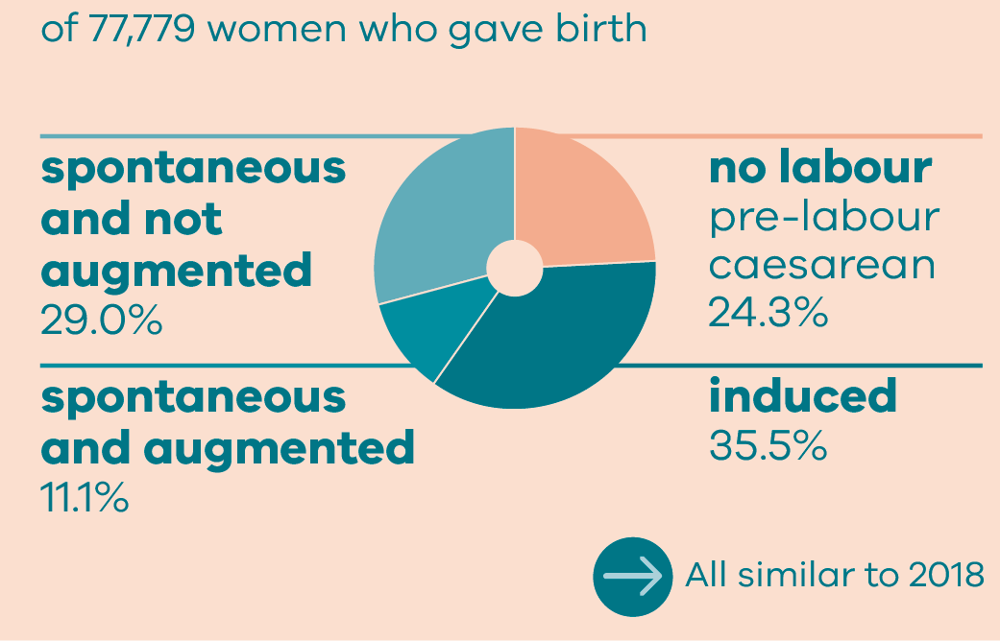 of 77,779 women who gave birth
spontaneous
and not
augmented
29.0%
no labour
pre-labour
caesarean
24.3%
spontaneous
and augmented
11.1%
induced
35.5%
All similar to 2018